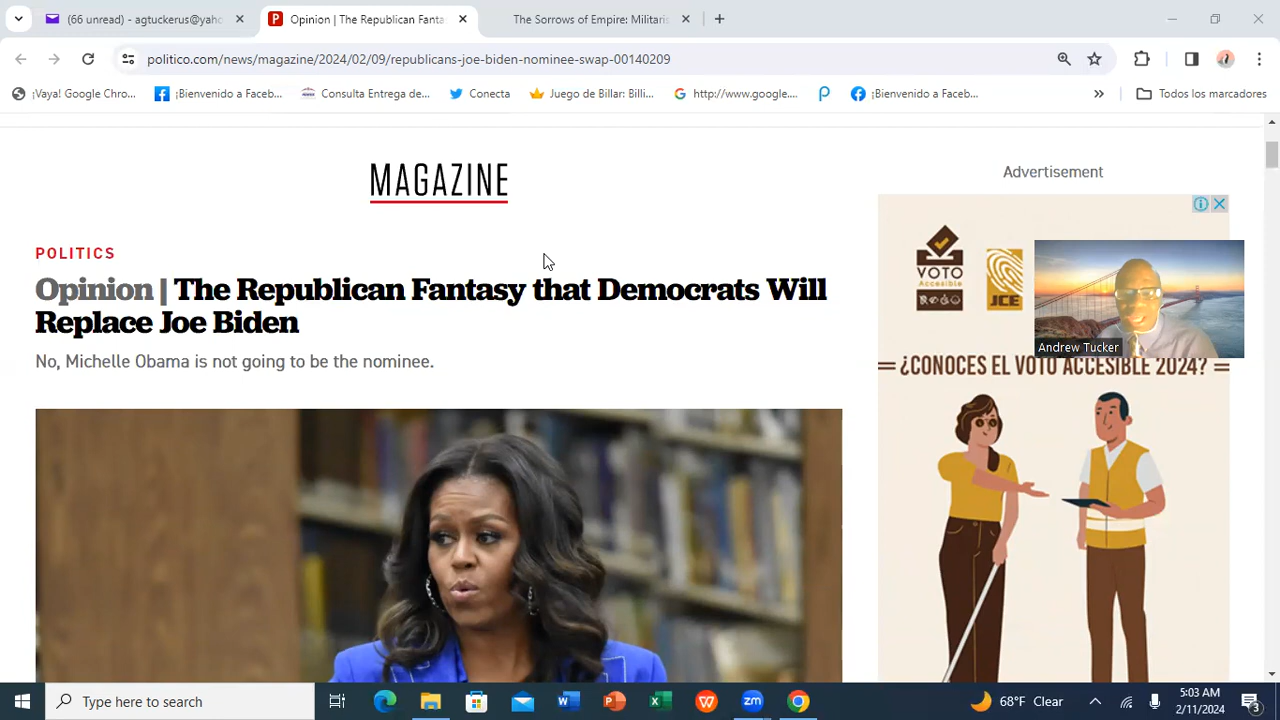 (66 unread) - agtuckerus@yaho
Opinion | The Republican Fanta
The Sorrows of Empire: Militaris
politico.com/news/magazine/2024/02/09/republicans-joe-biden-nominee-swap-00140209
¡Vaya! Google Chro...
¡Bienvenido a Faceb...
Consulta Entrega de...
Conecta
Juego de Billar: Billi...
http://www.google....
¡Bienvenido a Faceb...
»
Todos los marcadores
MAGAZINE
Advertisement
POLITICS
Opinion | The Republican Fantasy that Democrats Will
Replace Joe Biden
No, Michelle Obama is not going to be the nominee.
VOTO
Accesible
JCE
Andrew Tucker
¿CONOCES EL VOTO ACCESIBLE 2024?
Type here to search
68°F Clear
5:03 AM
2/11/2024
3